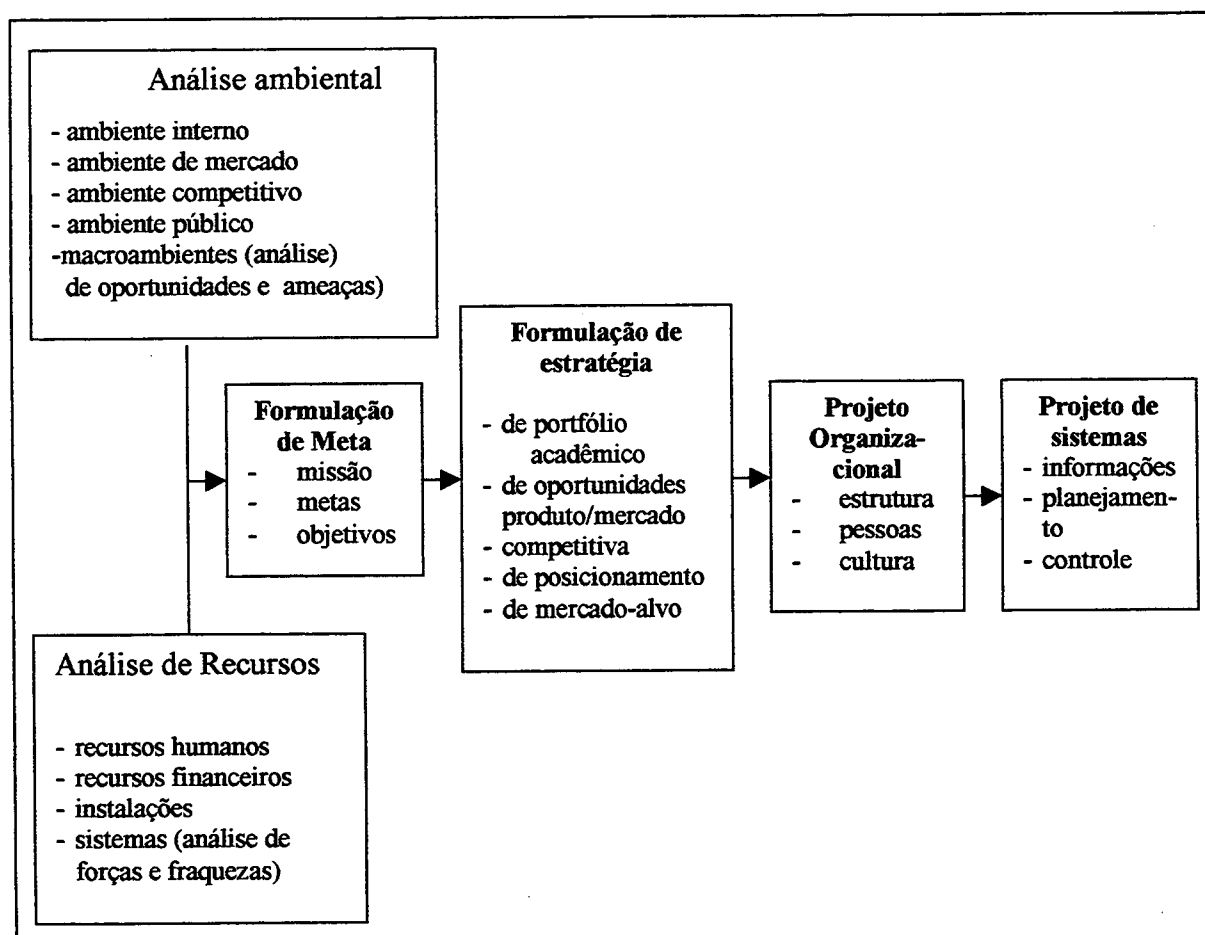 Análise ambiental
- ambiente interno
- ambiente de mercado
- ambiente competitivo
- ambiente público
-macroambientes (análise)
de oportunidades e ameaças)
Análise de Recursos
- recursos humanos
- recursos financeiros
- instalações
- sistemas (análise de
forças e fraquezas)
Formulação
de Meta
- missão
- metas
- objetivos
Formulação de
estratégia
- de portfólio
acadêmico
- de oportunidades
produto/mercado
- competitiva
- de posicionamento
- de mercado-alvo
Projeto
Organiza-
cional
- estrutura
- pessoas
- cultura
Projeto de
sistemas
- informações
- planejamen-
to
- controle